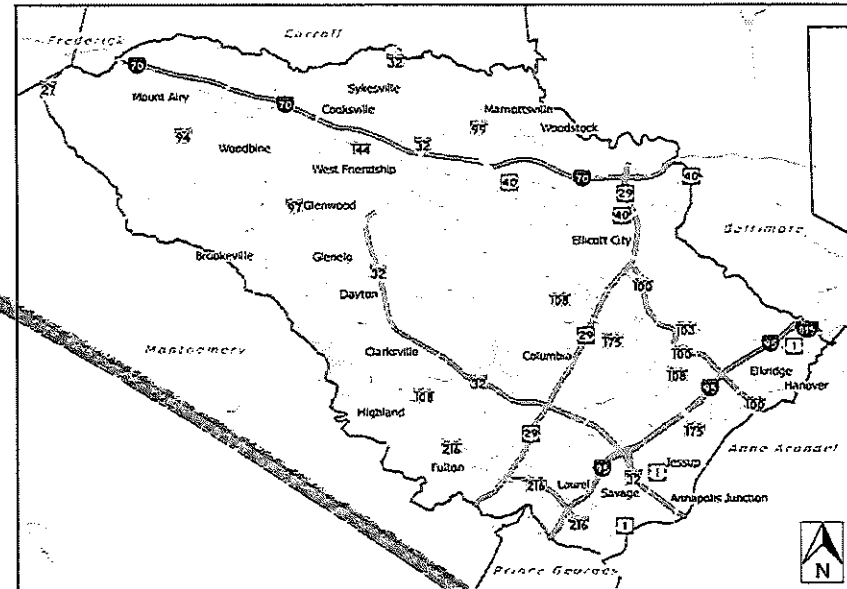 Frederick
Carroll
32
70
27
Mount Airy
70
Sykesville
Cooksville
Marriottsville
99
Woodstock
94
Woodbine
144
32
West Friendship
70
40
40
29
97
Glenwood
40
Ellicott City
Baltimore
Brookeville
Glenelg
32
Dayton
100
108
29
175
103
Montgomery
Clarksville
Columbia
100
95
1
Elkridge
108
95
Hanover
32
108
100
Highland
29
175
Anne Arundel
216
Fulton
95
Jessup
1
216
Laurel
32
Savage
Annapolis Junction
216
1
Prince Georges
N